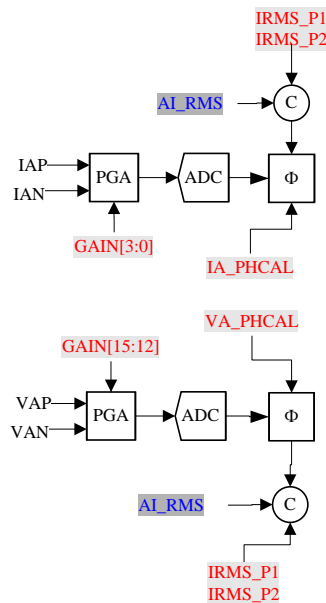 IRMS_P1
IRMS_P2
AI_RMS
C
IAP
IAN
PGA
ADC
Φ
GAIN[3:0]
IA_PHCAL
GAIN[15:12]
VA_PHCAL
VAP
VAN
PGA
ADC
Φ
AI_RMS
C
IRMS_P1
IRMS_P2